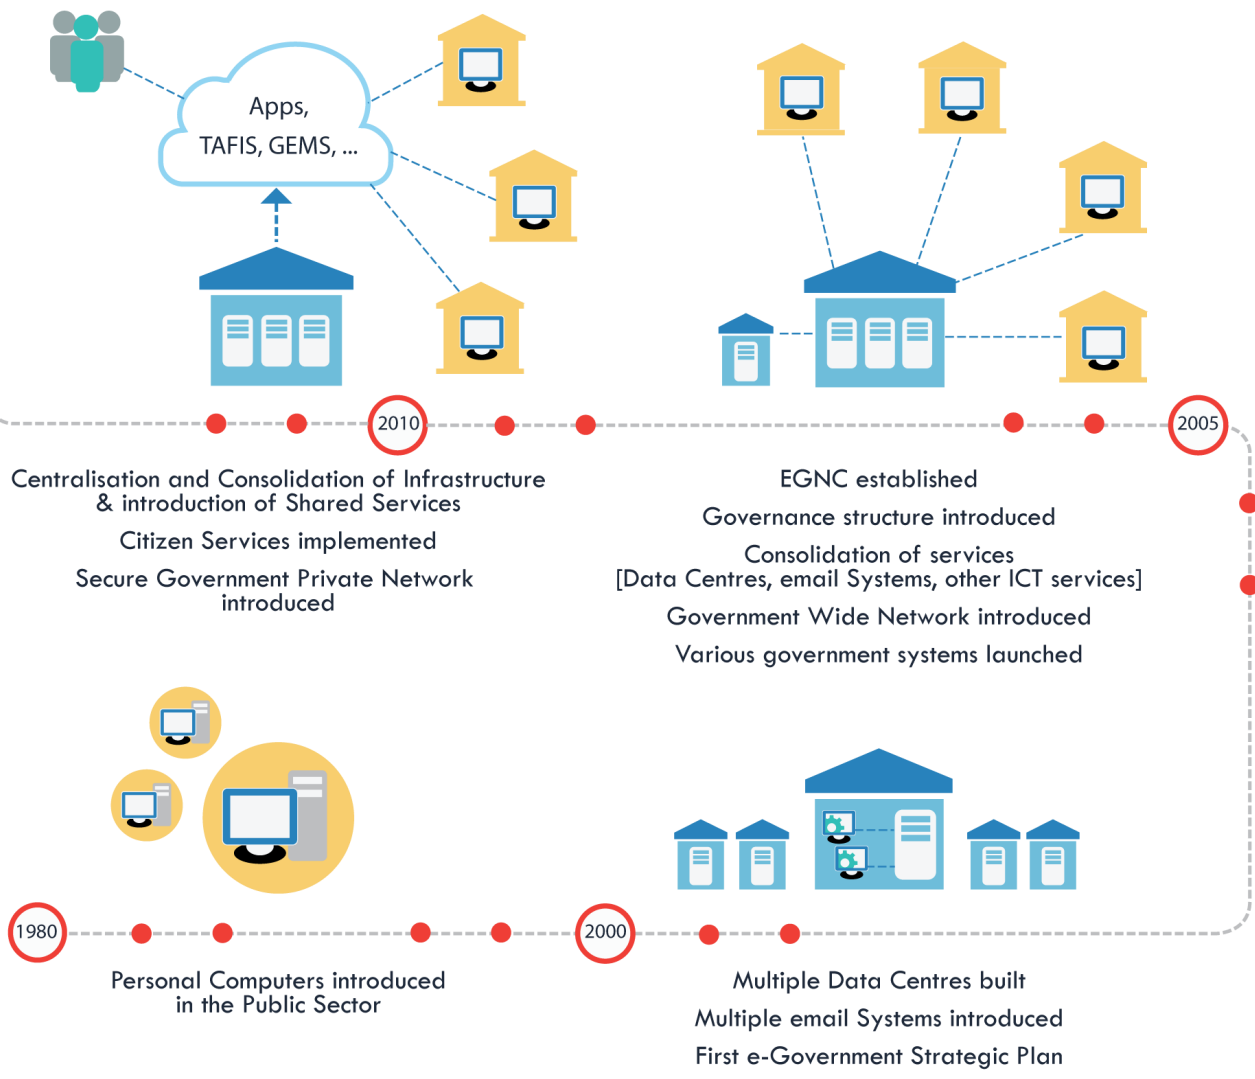 Apps,
TAFIS, GEMS, ...
2010
2005
Centralisation and Consolidation of Infrastructure
& introduction of Shared Services
Citizen Services implemented
Secure Government Private Network
introduced
EGNC established
Governance structure introduced
Consolidation of services
[Data Centres, email Systems, other ICT services]
Government Wide Network introduced
Various government systems launched
1980
2000
Personal Computers introduced
in the Public Sector
Multiple Data Centres built
Multiple email Systems introduced
First e-Government Strategic Plan